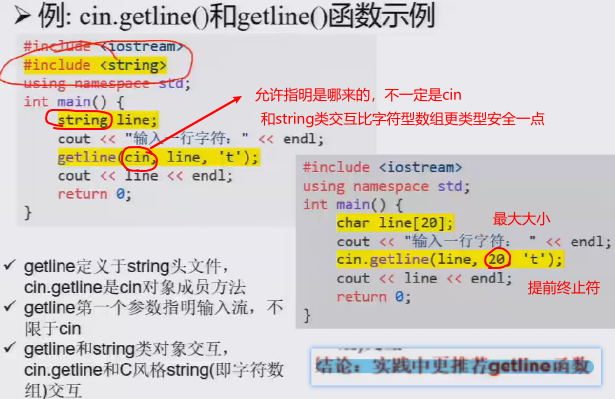 ➢ 例: cin.getline()和getline()函数示例
#include <iostream>
#include <string>
using namespace std;
int main() {
string line;
cout << "输入一行字符：" << endl;
getline(cin, line, 't');
cout << line << endl;
return 0;
}
允许指明是哪来的，不一定是cin
和string类交互比字符型数组更类型安全一点
#include <iostream>
using namespace std;
int main() {
char line[20];
cout << "输入一行字符： " << endl;
cin.getline(line, 20 't');
cout << line << endl;
return 0;
}
最大大小
提前终止符
✓ getline定义于string头文件，
cin.getline是cin对象成员方法
✓ getline第一个参数指明输入流，不
限于cin
✓ getline和string类对象交互，
cin.getline和C风格string(即字符数
组)交互
结论：实践中更推荐getline函数